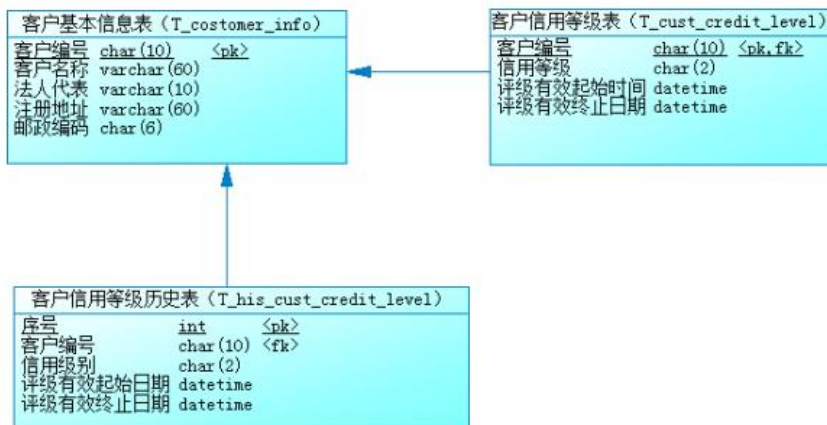 客户基本信息表（T_costomer_info）
客户编号 char(10) <pk>
客户名称 varchar(60)
法人代表 varchar(10)
注册地址 varchar(60)
邮政编码 char(6)
客户信用等级表（T_cust_credit_level）
客户编号 char(10) <pk,fk>
信用等级 char(2)
评级有效起始时间 datetime
评级有效终止日期 datetime
客户信用等级历史表（T_his_cust_credit_level）
序号 int <pk>
客户编号 char(10) <fk>
信用级别 char(2)
评级有效起始日期 datetime
评级有效终止日期 datetime